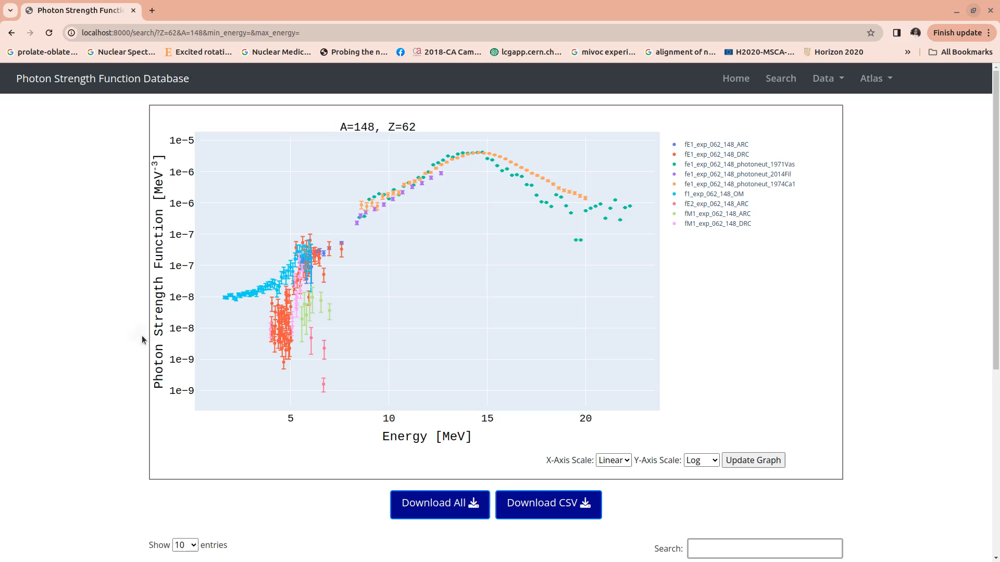 Photon Strength Functi
localhost:8000/search/?Z=62&A=148&min_energy=&max_energy=
Finish update
prolate-oblate...
Nuclear Spect...
Excited rotati...
Nuclear Medic...
Probing the n...
2018-CA Cam...
lcgapp.cern.ch...
mivoc experi...
alignment of n...
H2020-MSCA-...
Horizon 2020
»
All Bookmarks
Photon Strength Function Database
Home
Search
Data
Atlas
A=148, Z=62
Photon Strength Function [MeV⁻³]
1e−5
1e−6
1e−6
1e−7
1e−7
1e−8
1e−8
1e−9
1e−9
5
10
15
20
Energy [MeV]
fE1_exp_062_148_ARC
fE1_exp_062_148_DRC
fe1_exp_062_148_photoneut_1971Vas
fe1_exp_062_148_photoneut_2014Fil
fe1_exp_062_148_photoneut_1974Ca1
f1_exp_062_148_OM
fE2_exp_062_148_ARC
fM1_exp_062_148_ARC
fM1_exp_062_148_DRC
X-Axis Scale: Linear Y-Axis Scale: Log Update Graph
Download All
Download CSV
Show 10 entries
Search: